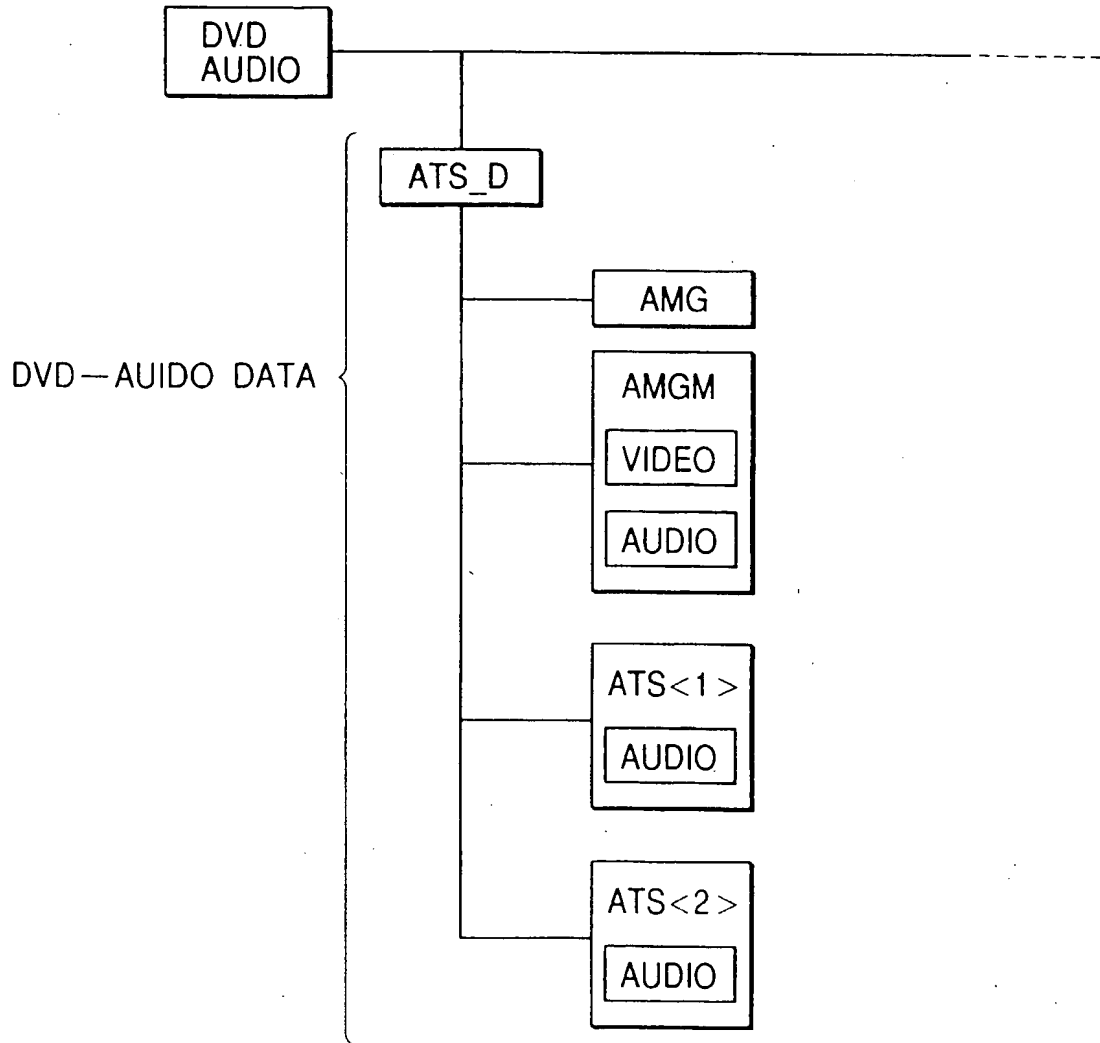 DVD
AUDIO
ATS_D
AMG
DVD—AUIDO DATA
AMGM
VIDEO
AUDIO
ATS<1>
AUDIO
ATS<2>
AUDIO